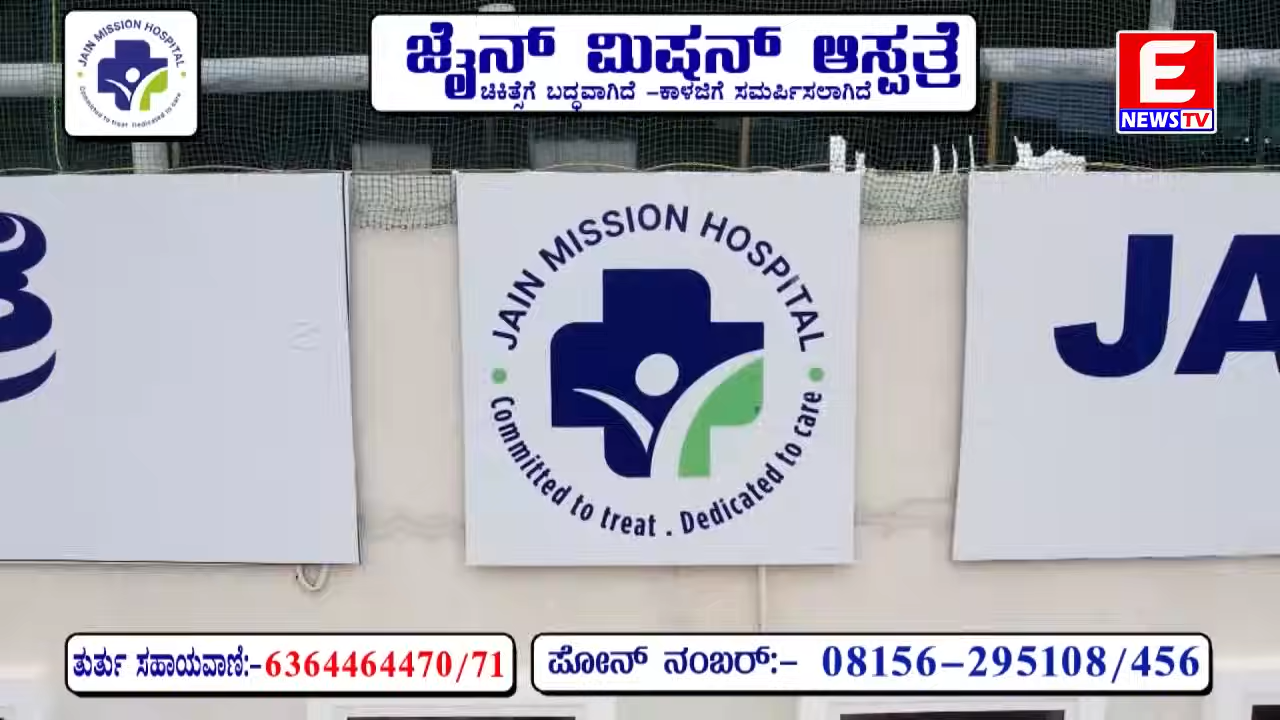 JAIN MISSION HOSPITAL
Committed to treat Dedicated to care
ಜೈನ್ ಮಿಷನ್ ಆಸ್ಪತ್ರೆ
ಚಿಕಿತ್ಸೆಗೆ ಬದ್ಧವಾಗಿದೆ -ಕಾಳಜಿಗೆ ಸಮರ್ಪಿಸಲಾಗಿದೆ
E
NEWS TV
JAIN MISSION HOSPITAL
Committed to treat . Dedicated to care
JA
ತುರ್ತು ಸಹಾಯವಾಣಿ:-6364464470/71
ಫೋನ್ ನಂಬರ್:- 08156-295108/456